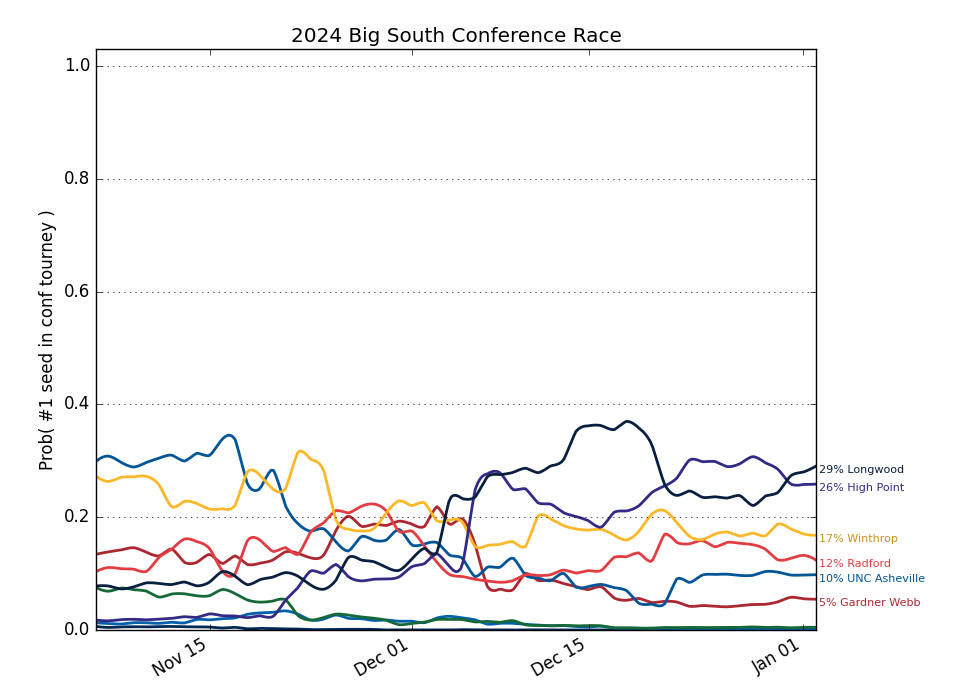 2024 Big South Conference Race
Prob( #1 seed in conf tourney )
1.0
0.8
0.6
0.4
0.2
0.0
29% Longwood
26% High Point
17% Winthrop
12% Radford
10% UNC Asheville
5% Gardner Webb
Nov 15
Dec 01
Dec 15
Jan 01